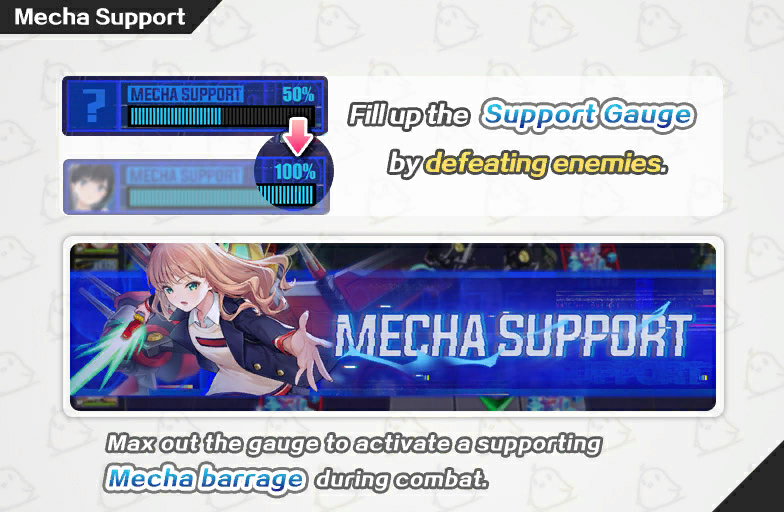 Mecha Support
? MECHA SUPPORT 50%
Fill up the Support Gauge
MECHA SUPPORT 100%
by defeating enemies.
MECHA SUPPORT
Max out the gauge to activate a supporting
Mecha barrage during combat.